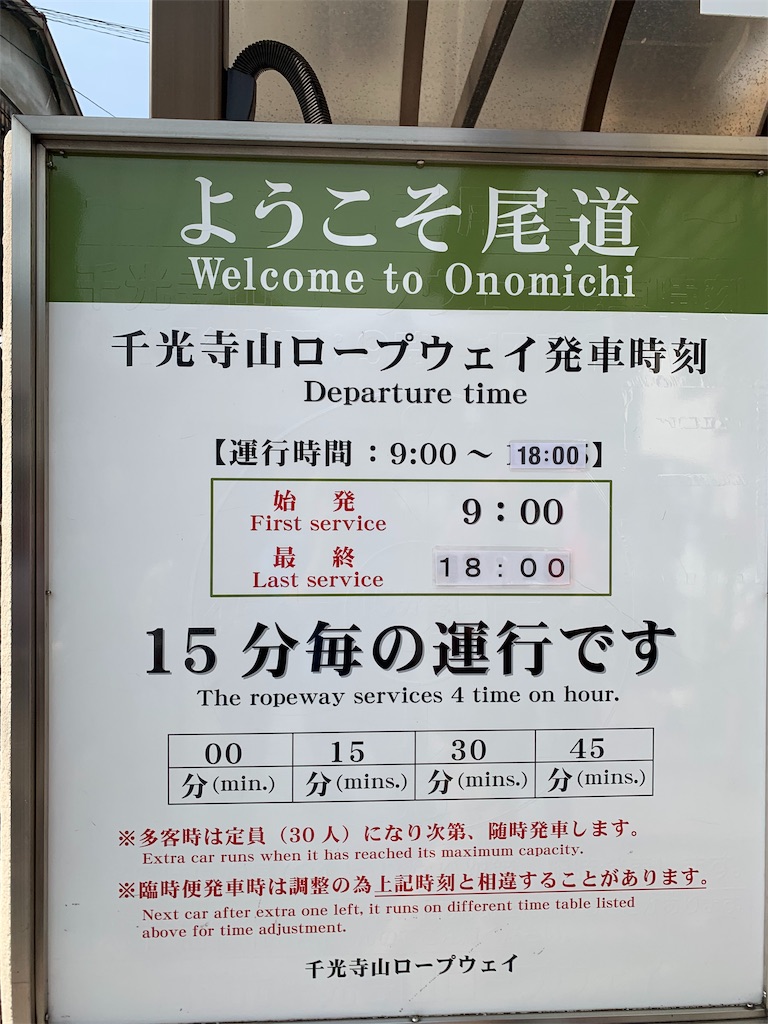 ようこそ尾道
Welcome to Onomichi
千光寺山ロープウェイ発車時刻
Departure time
【運行時間：9:00～18:00】
始 発 9：00
First service
最 終 18:00
Last service
15分毎の運行です
The ropeway services 4 time on hour.
00 15 30 45
分(min.) 分(mins.) 分(mins.) 分(mins.)
※多客時は定員（30人）になり次第、随時発車します。
Extra car runs when it has reached its maximum capacity.
※臨時便発車時は調整の為上記時刻と相違することがあります。
Next car after extra one left, it runs on different time table listed
above for time adjustment.
千光寺山ロープウェイ